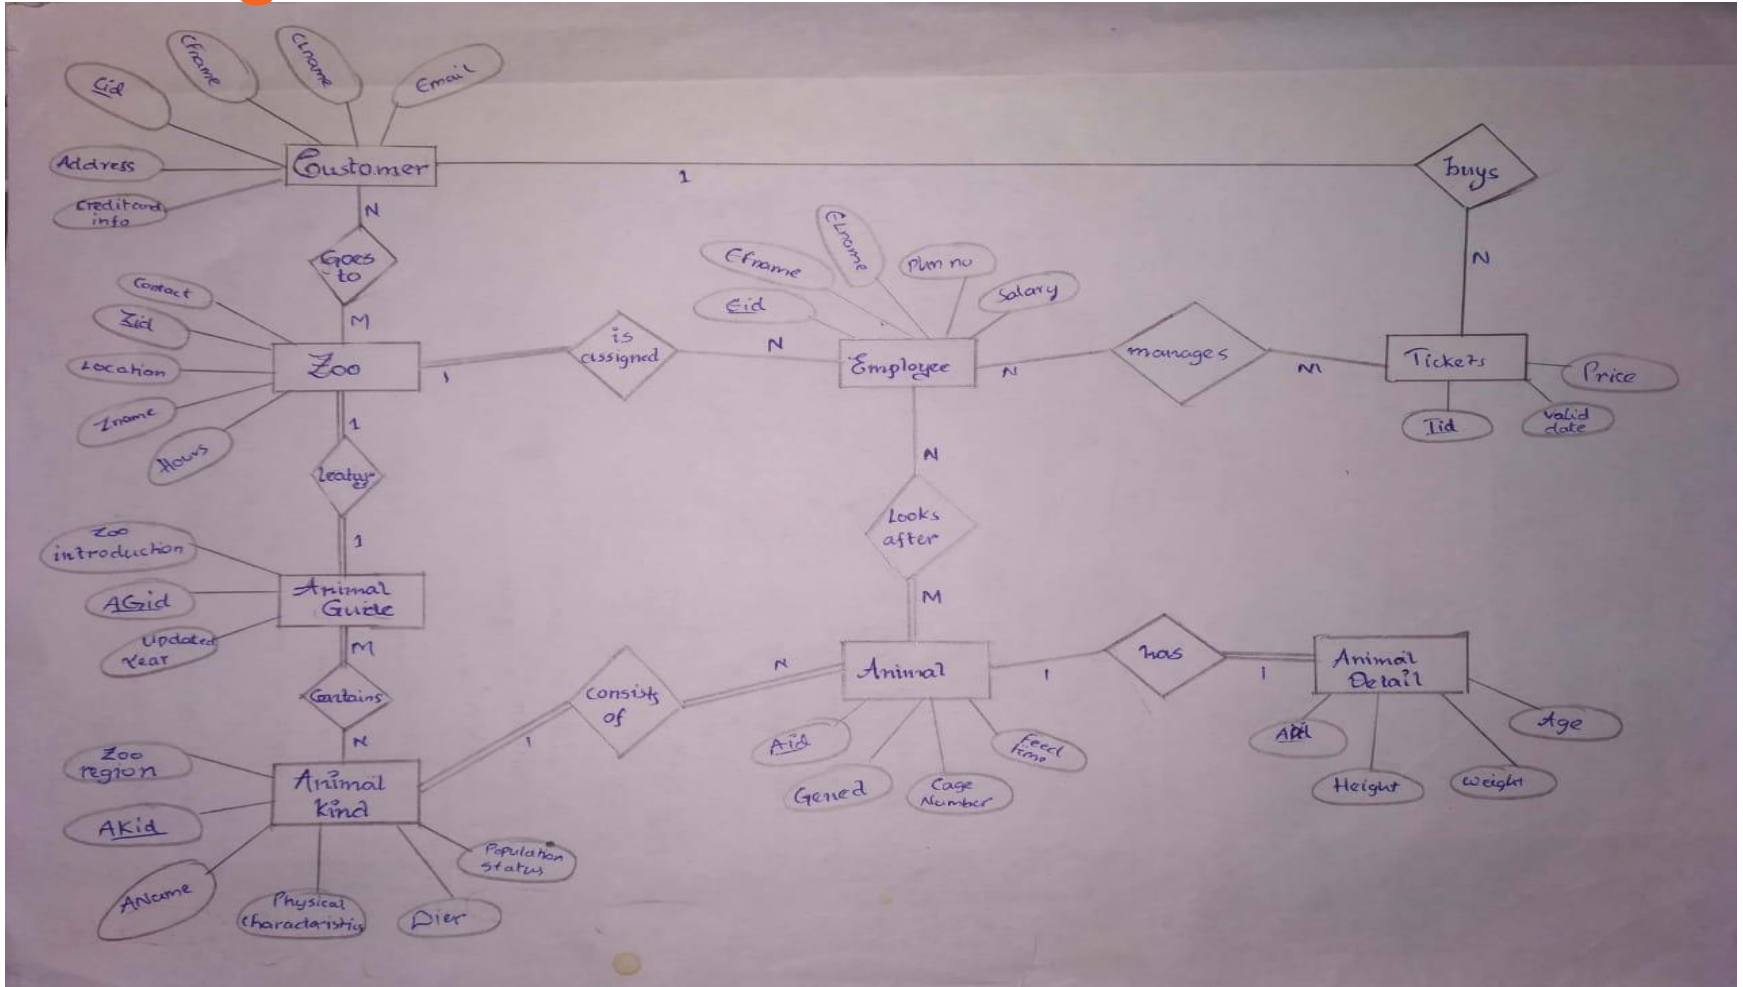 Cid
Cfname
CLname
Email
Address
Creditcard
info
Customer
1
buys
N
Goes
to
M
N
Contact
Zid
Location
Zname
Hours
Zoo
1
is
assigned
N
Eid
Efname
ELname
Salary
Employee
N
manages
M
Tickets
Price
Tid
valid
date
1
1
Zoo
introduction
AGid
updated
Year
Animal
Guide
M
Contains
N
N
Looks
after
M
Zoo
region
AKid
AName
Physical
Characteristics
Dier
Population
Status
Animal
Kind
1
Consists
of
N
Animal
Aid
Gened
Cage
Number
Feed
time
1
has
1
Animal
Detail
Height
Weight
Age